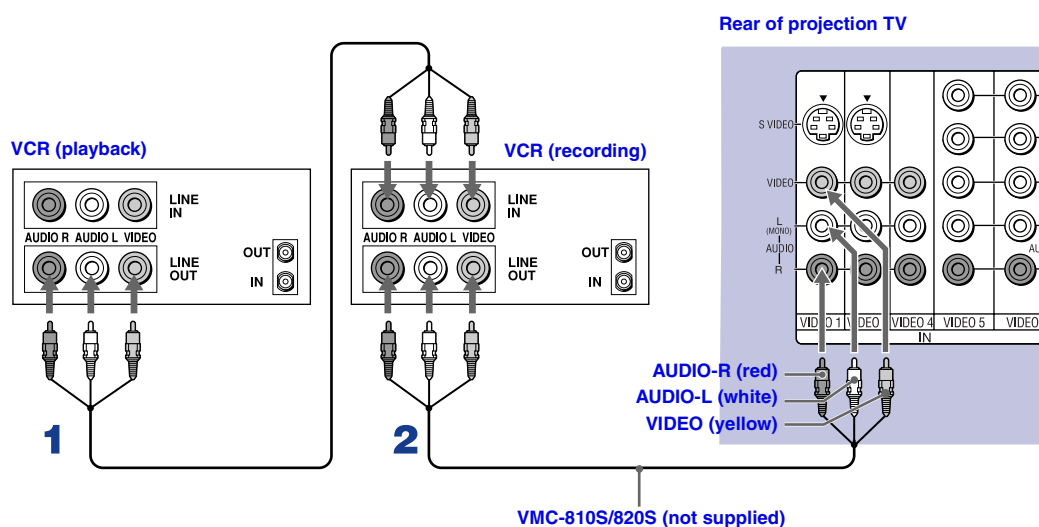 Rear of projection TV
VCR (playback)
LINE
IN
AUDIO R AUDIO L VIDEO
LINE
OUT
OUT
IN
1
VCR (recording)
LINE
IN
AUDIO R AUDIO L VIDEO
LINE
OUT
OUT
IN
2
S VIDEO
VIDEO
L
(MONO)
AUDIO
R
AU
VIDEO 1 VIDEO VIDEO 4 VIDEO 5 VIDEO
IN
AUDIO-R (red)
AUDIO-L (white)
VIDEO (yellow)
VMC-810S/820S (not supplied)